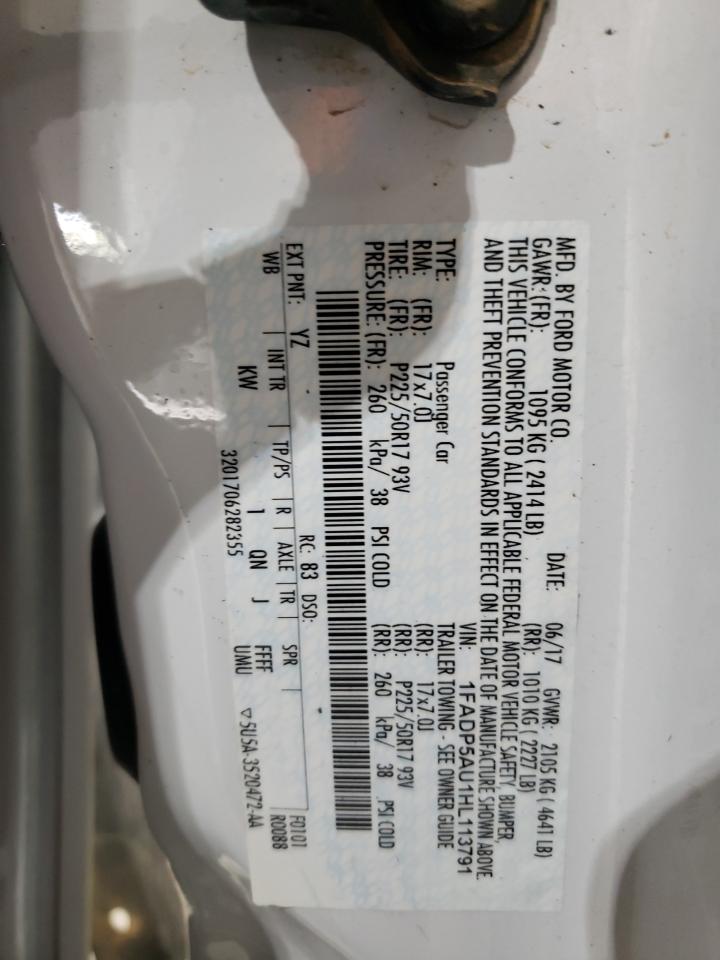 MFD. BY FORD MOTOR CO.
DATE: 06/17 GVWR: 2105 KG ( 4641 LB)
GAWR:(FR): 1095 KG ( 2414 LB) (RR): 1010 KG ( 2227 LB)
THIS VEHICLE CONFORMS TO ALL APPLICABLE FEDERAL MOTOR VEHICLE SAFETY, BUMPER,
AND THEFT PREVENTION STANDARDS IN EFFECT ON THE DATE OF MANUFACTURE SHOWN ABOVE.
VIN: 1FADP5AU1HL113791
TYPE: Passenger Car TRAILER TOWING - SEE OWNER GUIDE
RIM: (FR): 17x7.0J (RR): 17x7.0J
TIRE: (FR): P225/50R17 93V (RR): P225/50R17 93V
PRESSURE: (FR): 260 kPa/ 38 PSI COLD (RR): 260 kPa/ 38 PSI COLD
EXT PNT: YZ RC: 83 DSO: F0101
WB INT TR TP/PS R AXLE TR SPR R0088
KW 1 QN J FFFF
UMU
3201706282355 ▽5U5A-3520472-AA